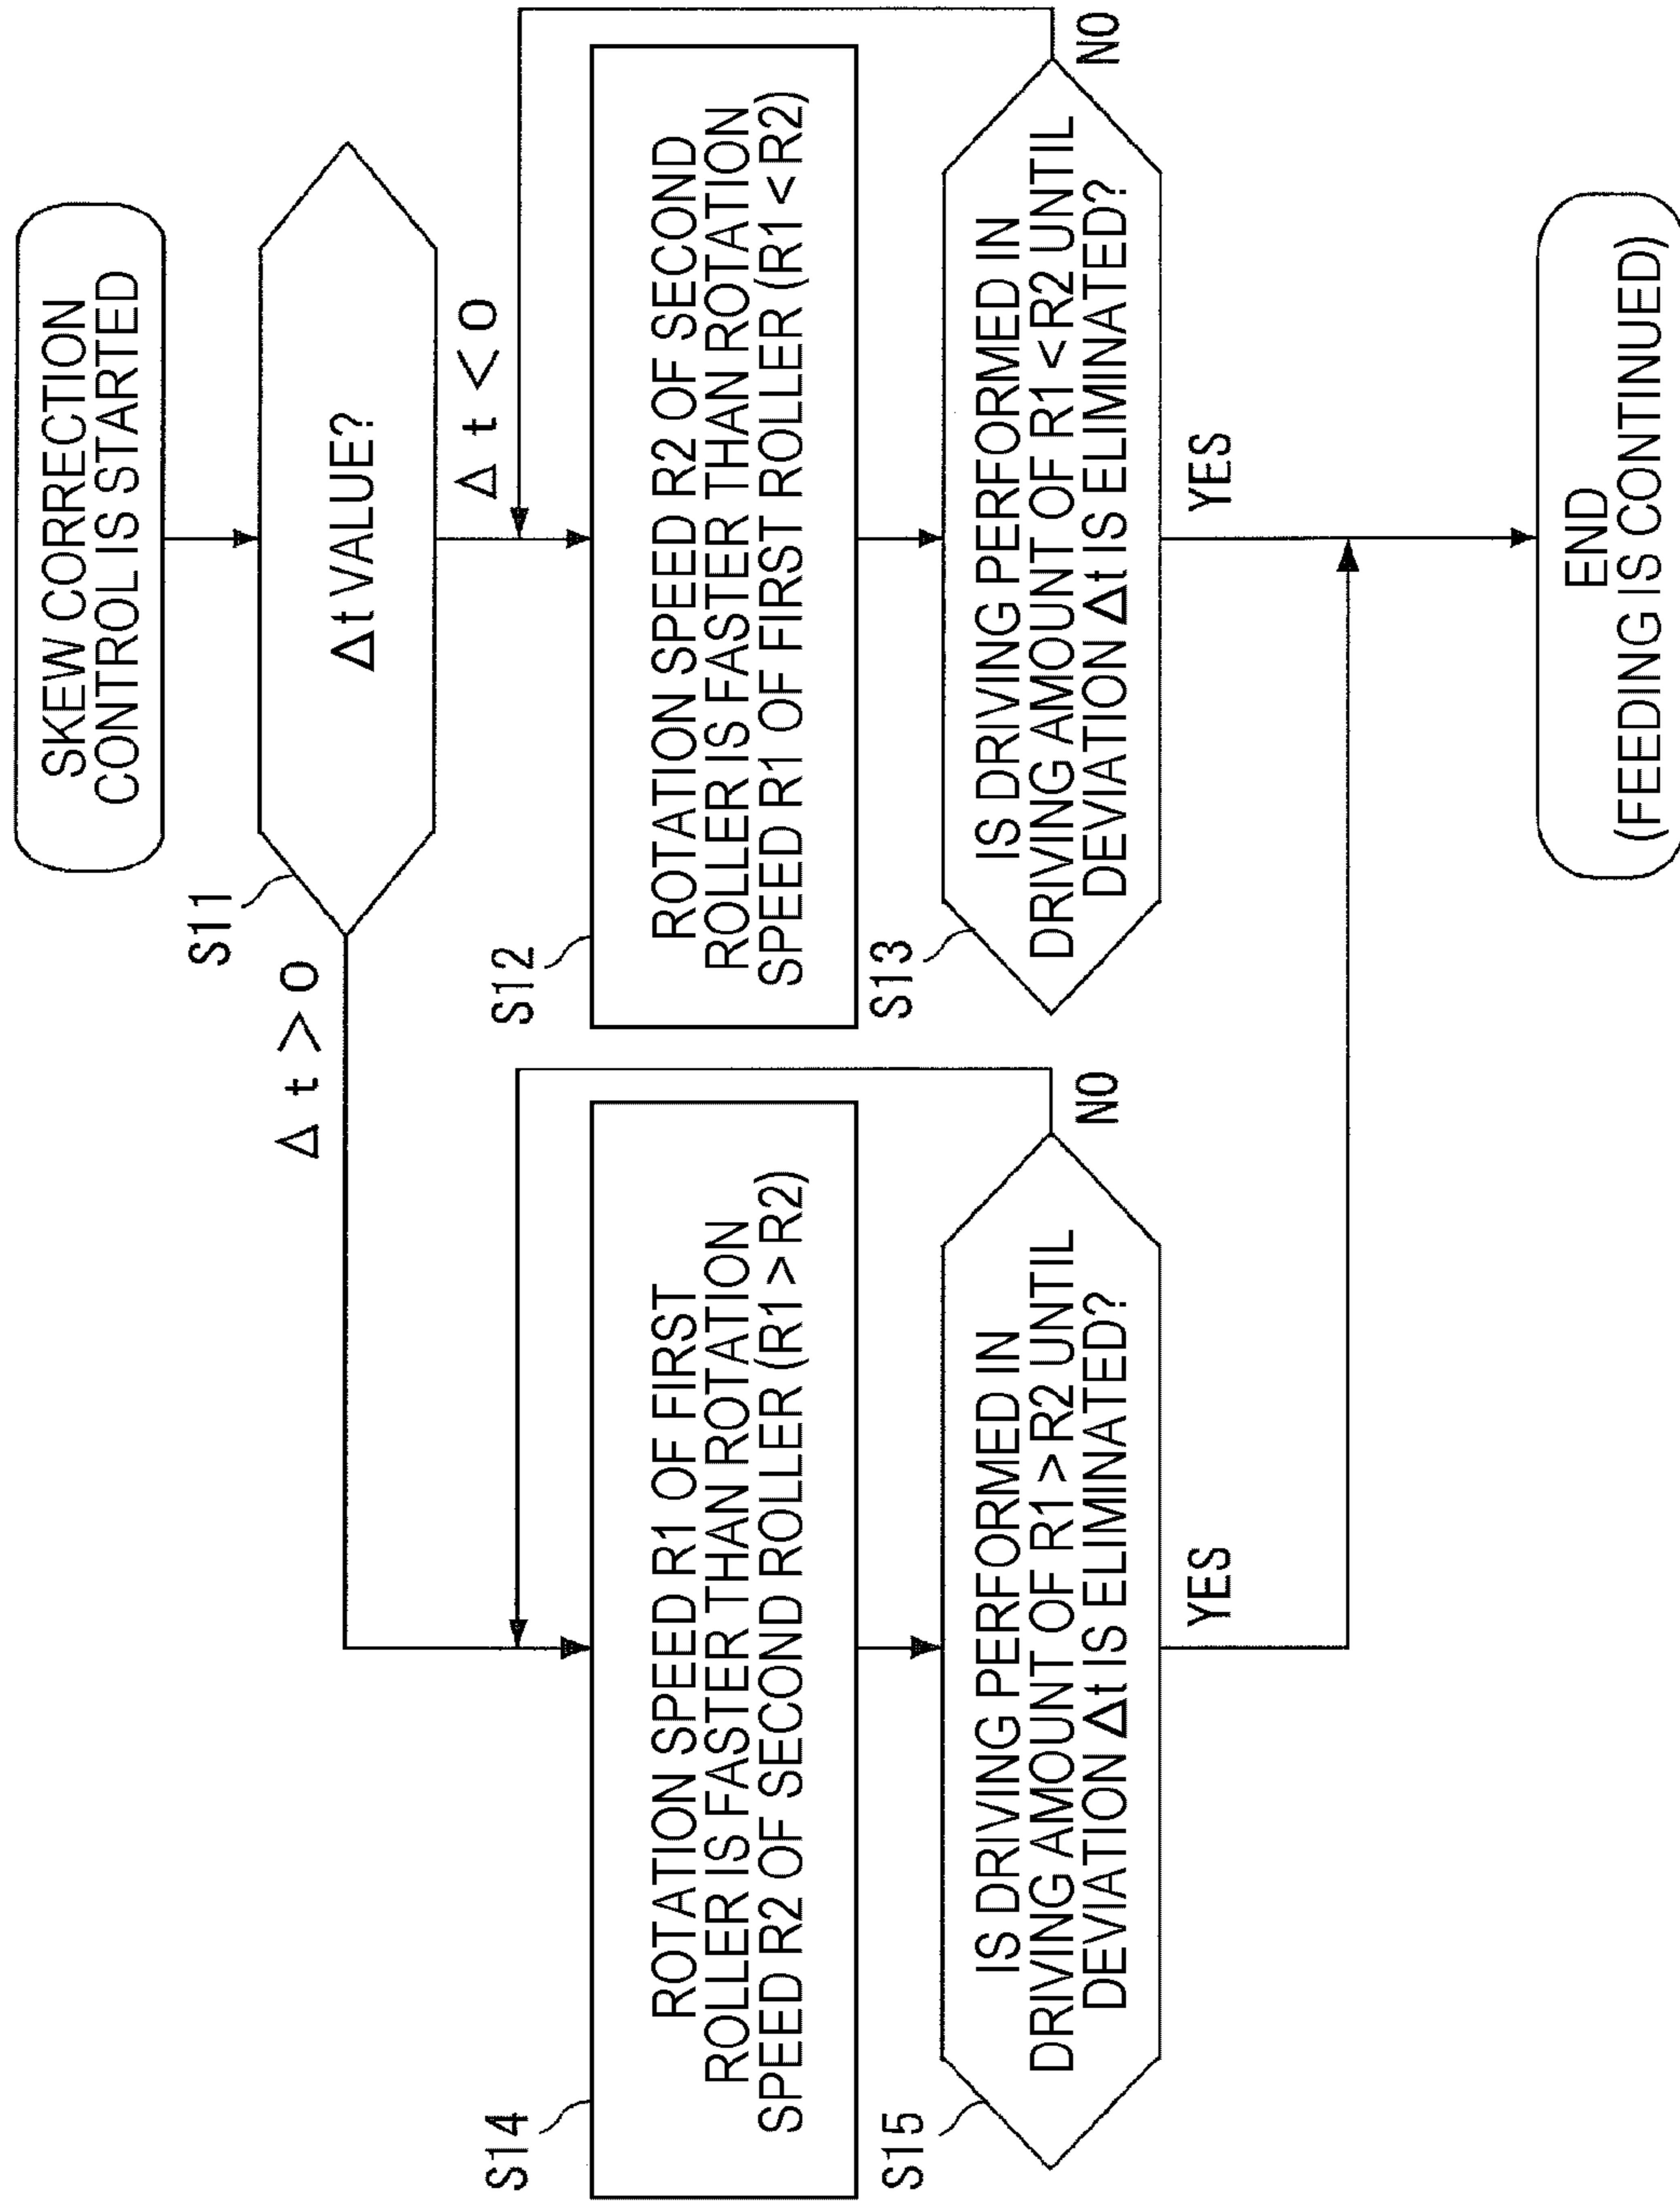 SKEW CORRECTION
CONTROL IS STARTED
S11
Δt VALUE?
Δt > 0
Δt < 0
S14
ROTATION SPEED R1 OF FIRST
ROLLER IS FASTER THAN ROTATION
SPEED R2 OF SECOND ROLLER (R1 > R2)
S12
ROTATION SPEED R2 OF SECOND
ROLLER IS FASTER THAN ROTATION
SPEED R1 OF FIRST ROLLER (R1 < R2)
S15
IS DRIVING PERFORMED IN
DRIVING AMOUNT OF R1 > R2 UNTIL
DEVIATION Δt IS ELIMINATED?
NO
YES
S13
IS DRIVING PERFORMED IN
DRIVING AMOUNT OF R1 < R2 UNTIL
DEVIATION Δt IS ELIMINATED?
NO
YES
END
(FEEDING IS CONTINUED)